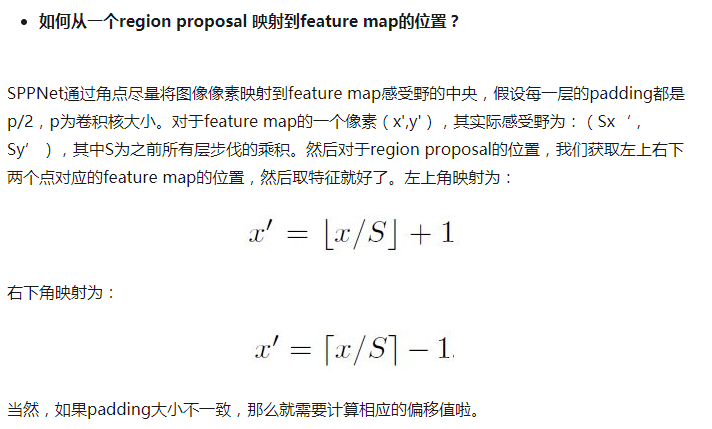 • 如何从一个region proposal 映射到feature map的位置？
SPPNet通过角点尽量将图像像素映射到feature map感受野的中央，假设每一层的padding都是
p/2，p为卷积核大小。对于feature map的一个像素（x',y'），其实际感受野为：（Sx‘，
Sy’），其中S为之前所有层步伐的乘积。然后对于region proposal的位置，我们获取左上右下
两个点对应的feature map的位置，然后取特征就好了。左上角映射为：
x′ = ⌊x/S⌋ + 1
右下角映射为：
x′ = ⌈x/S⌉ − 1.
当然，如果padding大小不一致，那么就需要计算相应的偏移值啦。